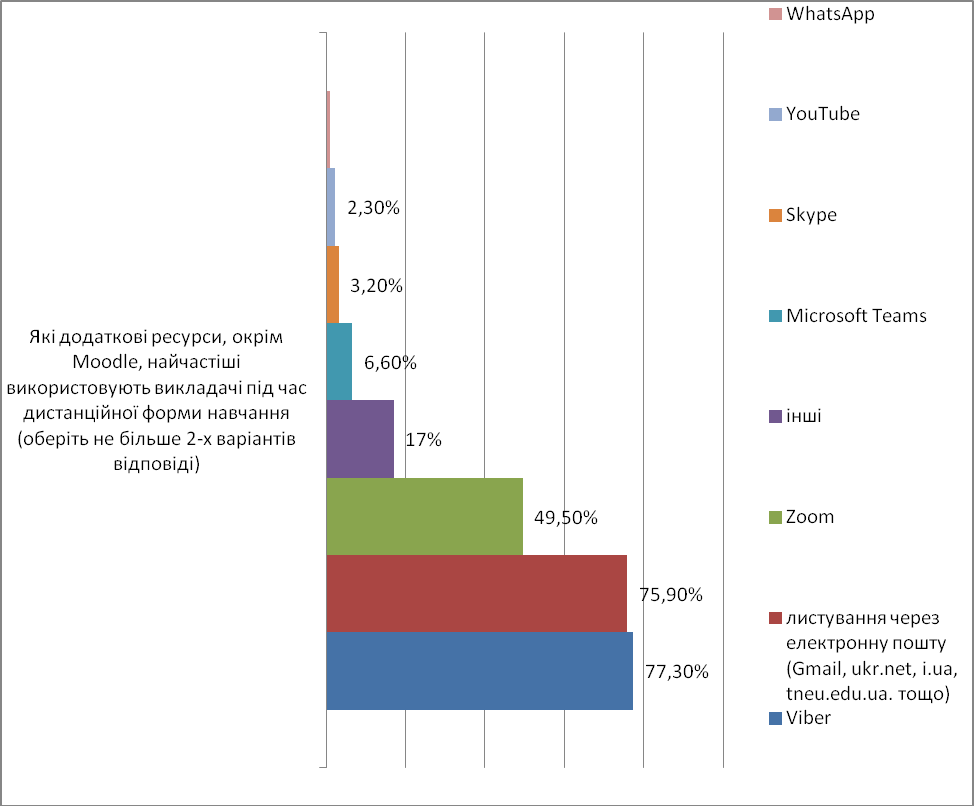 Які додаткові ресурси, окрім
Moodle, найчастіші
використовують викладачі під час
дистанційної форми навчання
(оберіть не більше 2-х варіантів
відповіді)
2,30%
3,20%
6,60%
17%
49,50%
75,90%
77,30%
WhatsApp
YouTube
Skype
Microsoft Teams
інші
Zoom
листування через
електронну пошту
(Gmail, ukr.net, i.ua,
tneu.edu.ua. тощо)
Viber